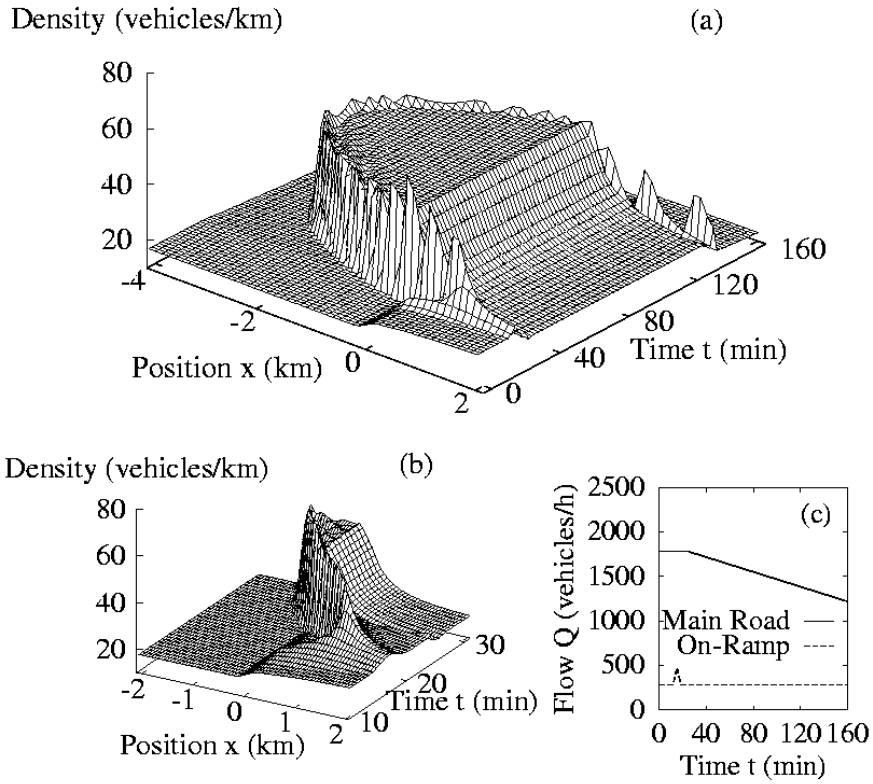 Density (vehicles/km)
(a)
80
60
40
20
-4
-2
0
2
Position x (km)
0
40
80
120
160
Time t (min)
Density (vehicles/km)
(b)
80
60
40
20
-2
-1
0
1
2
Position x (km)
10
20
30
Time t (min)
(c)
2500
2000
1500
1000
500
0
Flow Q (vehicles/h)
Main Road
On-Ramp
0 40 80 120 160
Time t (min)